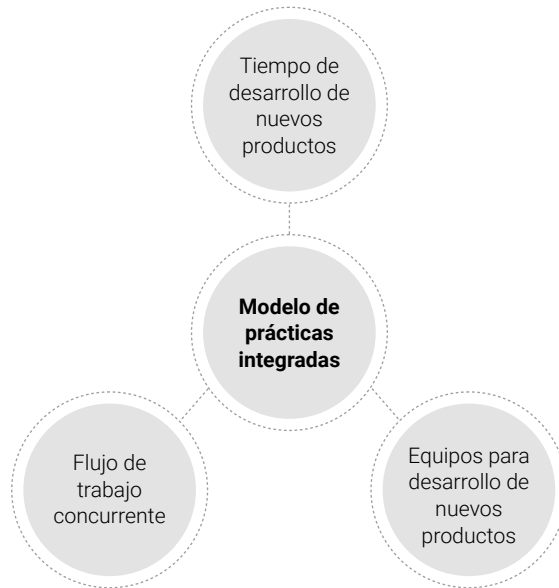 Tiempo de
desarrollo de
nuevos
productos
Modelo de
prácticas
integradas
Flujo de
trabajo
concurrente
Equipos para
desarrollo de
nuevos
productos